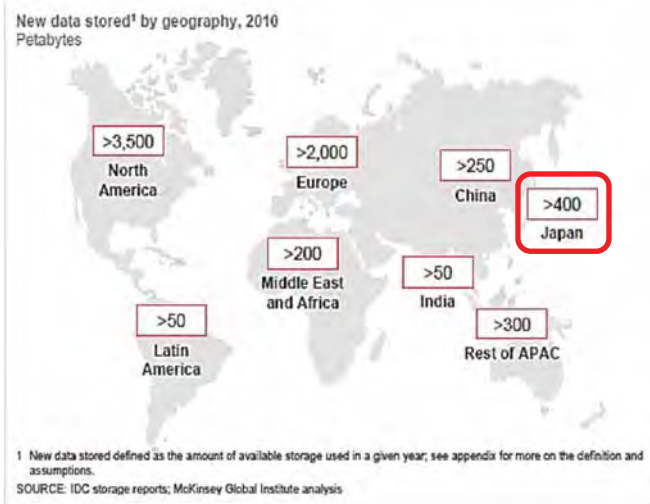 New data stored¹ by geography, 2010
Petabytes
>3,500
North
America
>2,000
Europe
>250
China
>400
Japan
>200
Middle East
and Africa
>50
India
>50
Latin
America
>300
Rest of APAC
1 New data stored defined as the amount of available storage used in a given year; see appendix for more on the definition and
assumptions.
SOURCE: IDC storage reports; McKinsey Global Institute analysis